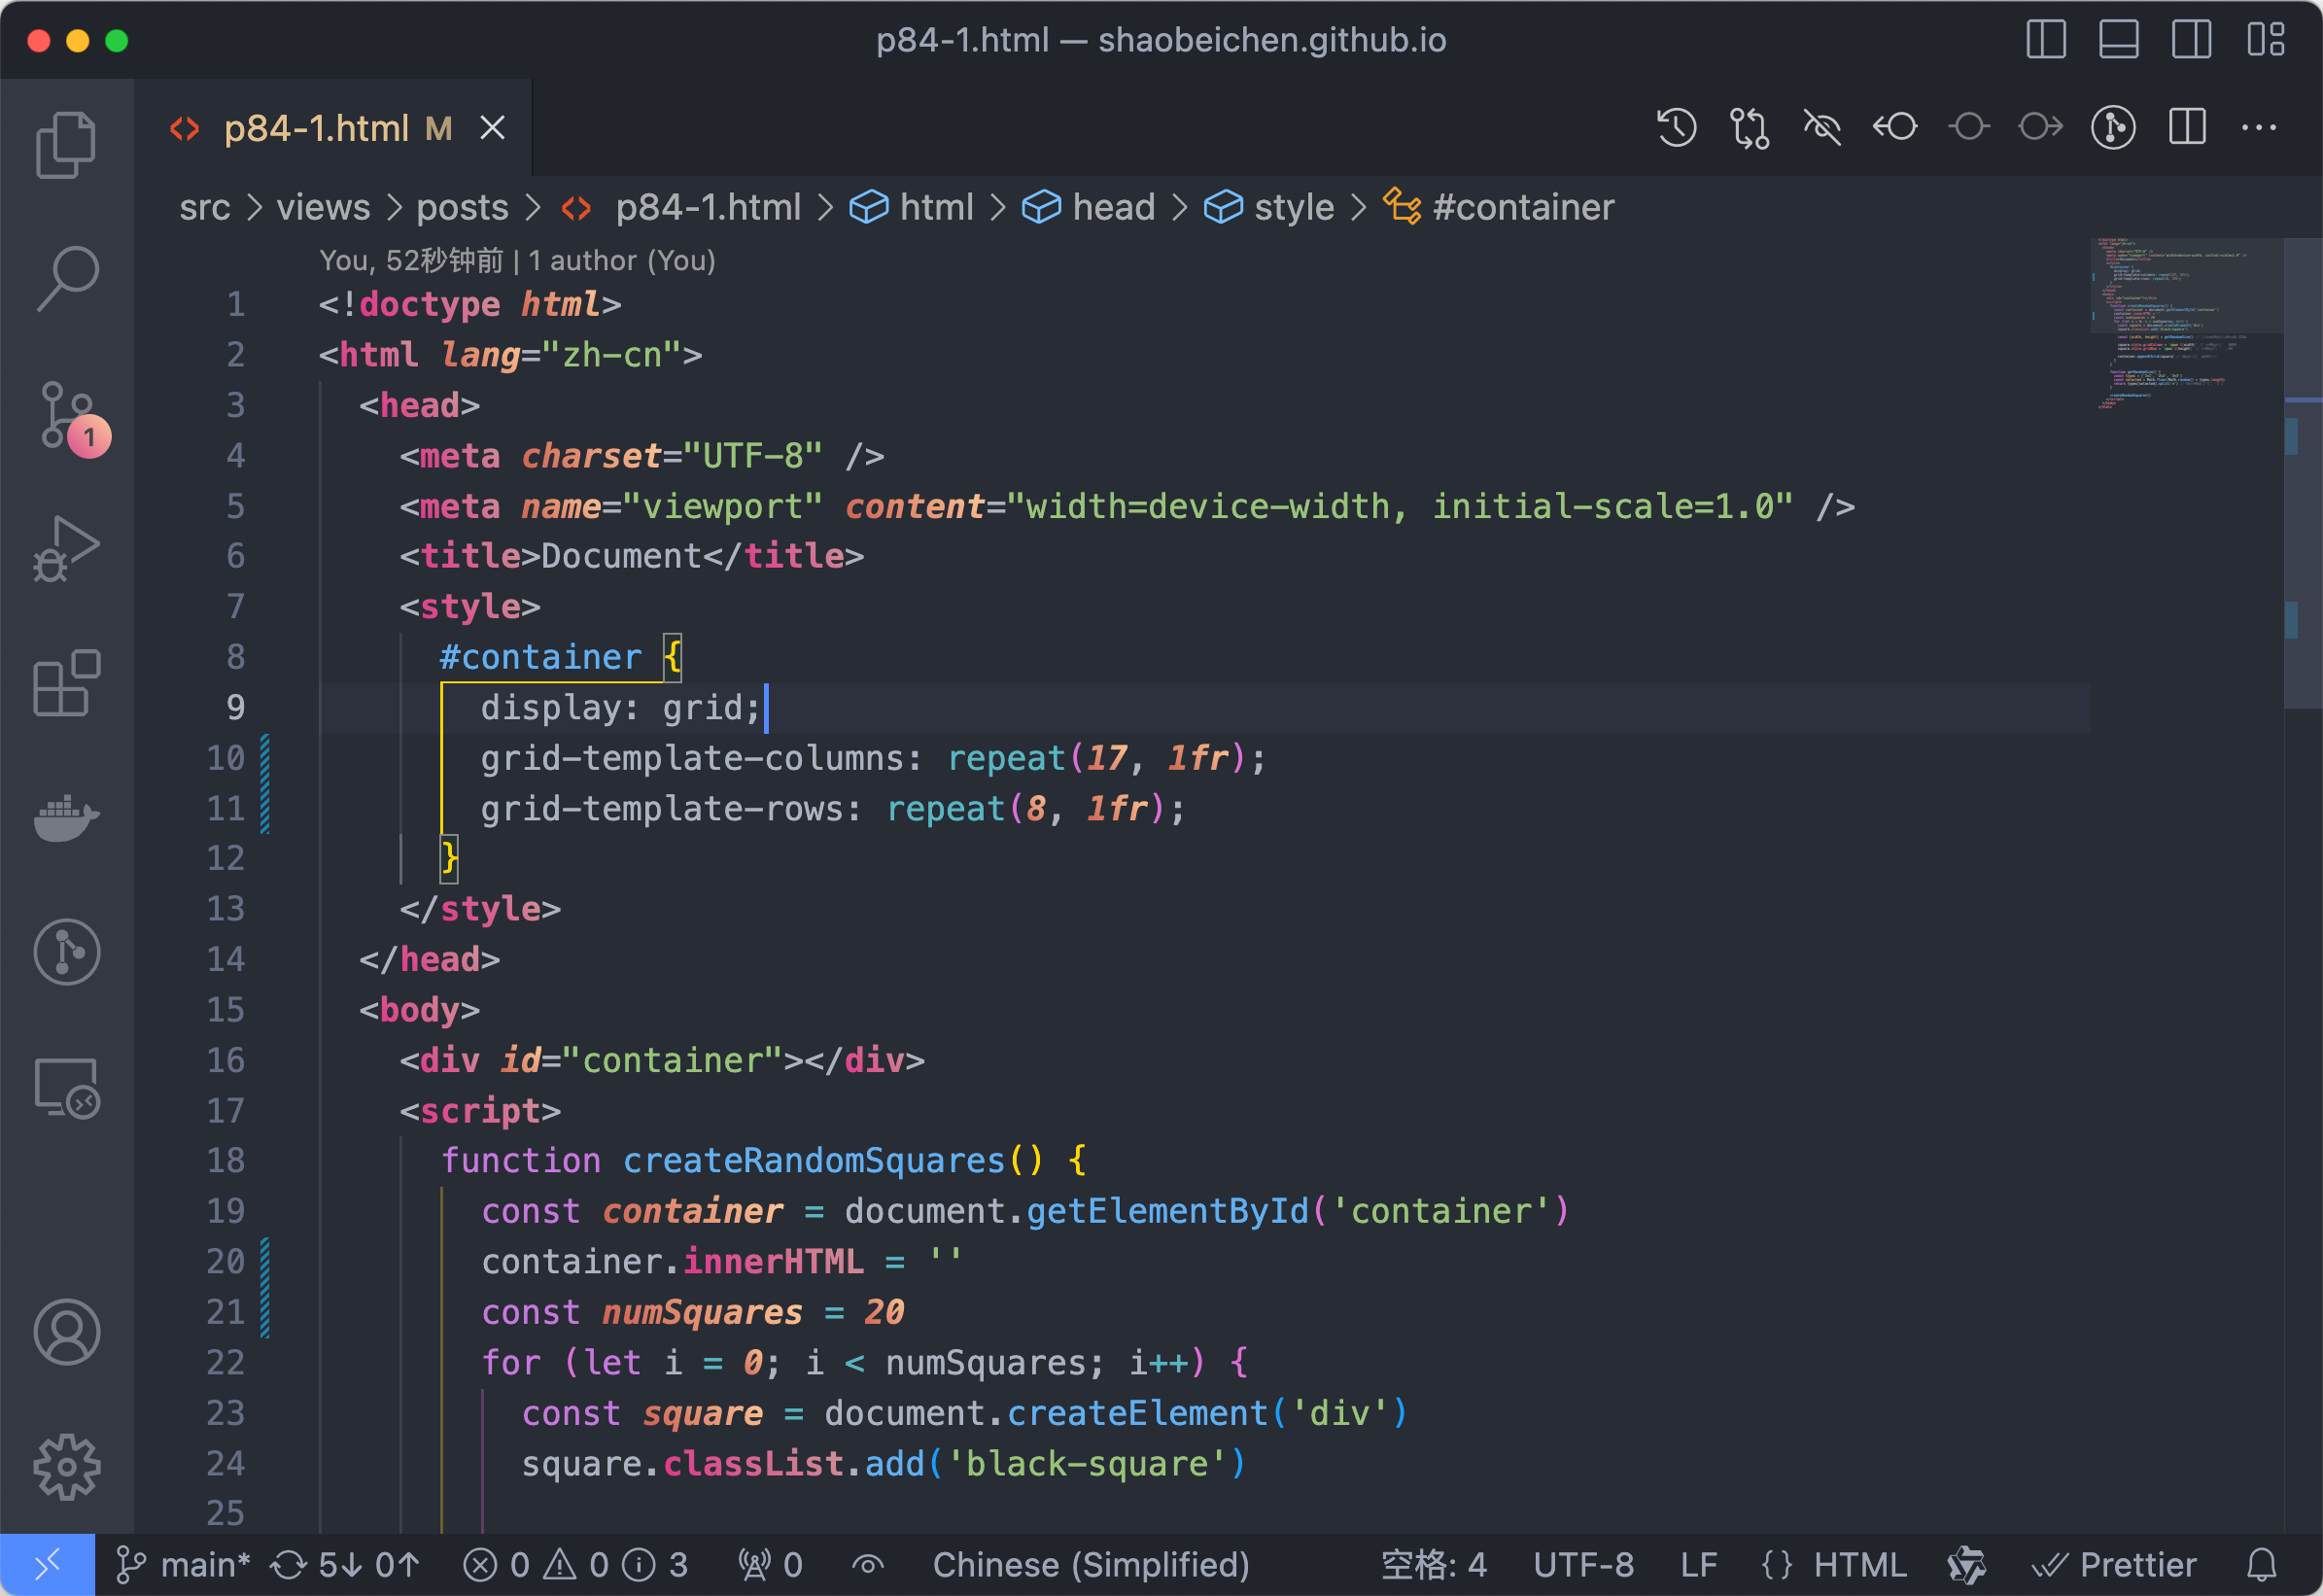 p84-1.html — shaobeichen.github.io
p84-1.html M
src > views > posts > p84-1.html > html > head > style > #container
You, 52秒钟前 | 1 author (You)
1 <!doctype html>
2 <html lang="zh-cn">
3 <head>
4 <meta charset="UTF-8" />
5 <meta name="viewport" content="width=device-width, initial-scale=1.0" />
6 <title>Document</title>
7 <style>
8 #container {
9 display: grid;
10 grid-template-columns: repeat(17, 1fr);
11 grid-template-rows: repeat(8, 1fr);
12 }
13 </style>
14 </head>
15 <body>
16 <div id="container"></div>
17 <script>
18 function createRandomSquares() {
19 const container = document.getElementById('container')
20 container.innerHTML = ''
21 const numSquares = 20
22 for (let i = 0; i < numSquares; i++) {
23 const square = document.createElement('div')
24 square.classList.add('black-square')
25
1
main* 5↓ 0↑ 0 0 3 0 Chinese (Simplified) 空格: 4 UTF-8 LF {} HTML Prettier